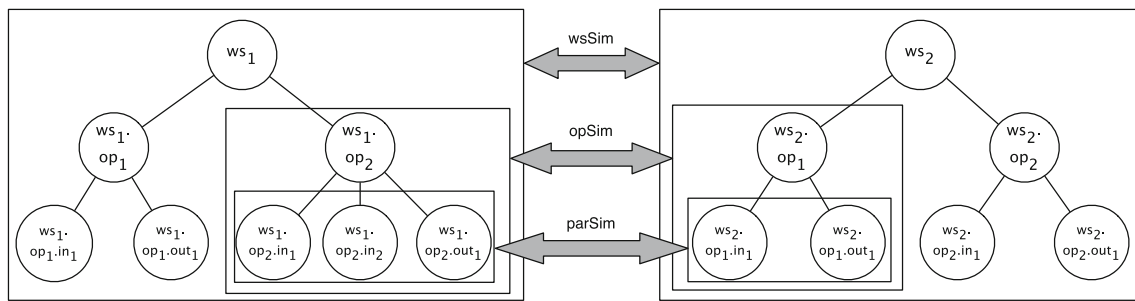 ws1
wsSim
ws2
ws1.
op1
ws1.
op2
opSim
ws2.
op1
ws2.
op2
ws1.
op1.in1
ws1.
op1.out1
ws1.
op2.in1
ws1.
op2.in2
ws1.
op2.out1
parSim
ws2.
op1.in1
ws2.
op1.out1
ws2.
op2.in1
ws2.
op2.out1